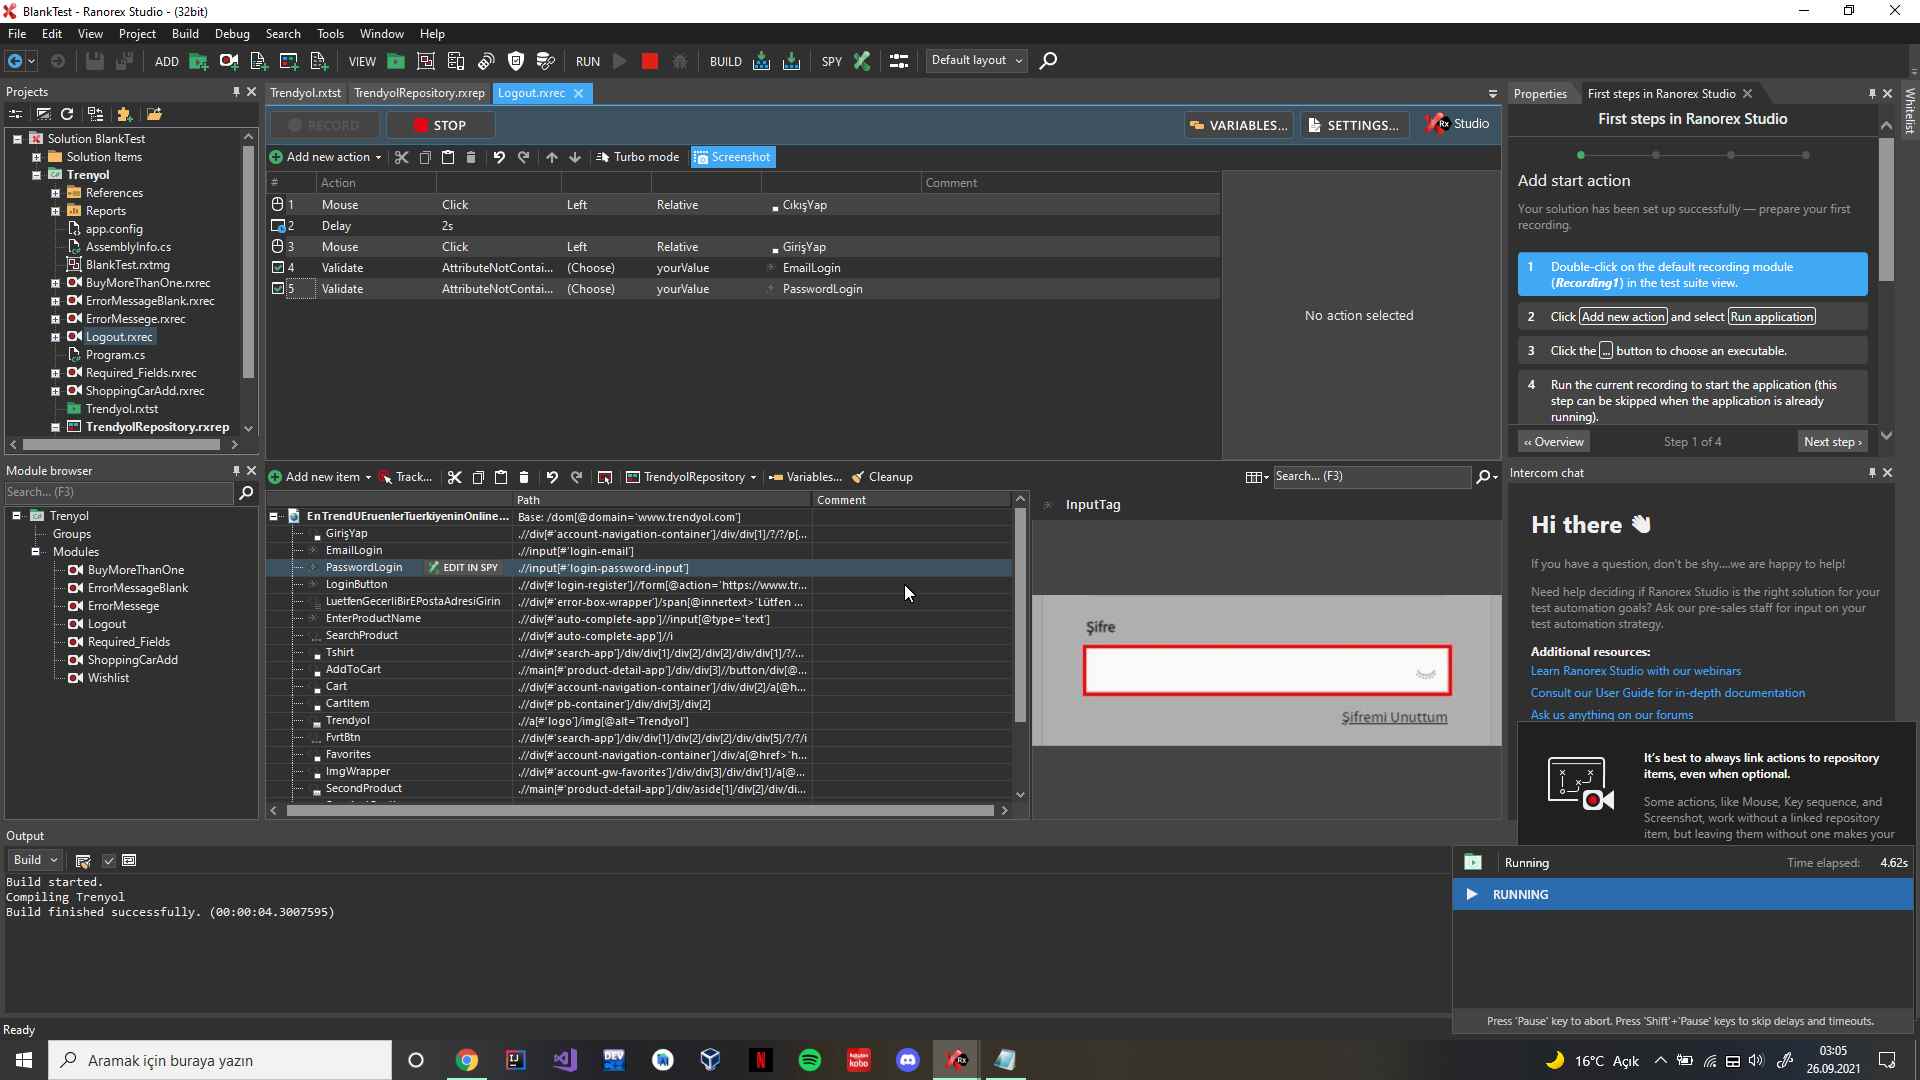 BlankTest - Ranorex Studio - (32bit)
File Edit View Project Build Debug Search Tools Window Help
ADD VIEW RUN BUILD SPY Default layout
Projects
Solution BlankTest
Solution Items
Trenyol
References
Reports
app.config
AssemblyInfo.cs
BlankTest.rxtmg
BuyMoreThanOne.rxrec
ErrorMessageBlank.rxrec
ErrorMessege.rxrec
Logout.rxrec
Program.cs
Required_Fields.rxrec
ShoppingCarAdd.rxrec
Trendyol.rxtst
TrendyolRepository.rxrep
Module browser
Search... (F3)
Trenyol
Groups
Modules
BuyMoreThanOne
ErrorMessageBlank
ErrorMessege
Logout
Required_Fields
ShoppingCarAdd
Wishlist
Trendyol.rxtst TrendyolRepository.rxrep Logout.rxrec
RECORD STOP VARIABLES... SETTINGS... Rx Studio
Add new action Turbo mode Screenshot
# Action Comment
1 Mouse Click Left Relative CıkışYap
2 Delay 2s
3 Mouse Click Left Relative GirişYap
4 Validate AttributeNotContai... (Choose) yourValue EmailLogin
5 Validate AttributeNotContai... (Choose) yourValue PasswordLogin
No action selected
Add new item Track... TrendyolRepository Variables... Cleanup Search... (F3)
Path Comment
EnTrendUEruenlerTuerkiyeninOnline... Base: /dom[@domain='www.trendyol.com']
GirişYap .//div[#'account-navigation-container']/div/div[1]/?/?/p[...
EmailLogin .//input[#'login-email']
PasswordLogin EDIT IN SPY .//input[#'login-password-input']
LoginButton .//div[#'login-register']//form[@action='https://www.tr...
LuetfenGecerliBirEPostaAdresiGirin .//div[#'error-box-wrapper']/span[@innertext>'Lütfen ...
EnterProductName .//div[#'auto-complete-app']//input[@type='text']
SearchProduct .//div[#'auto-complete-app']//i
Tshirt .//div[#'search-app']/div/div[1]/div[2]/div[2]/div/div[1]/?/...
AddToCart .//main[#'product-detail-app']/div/div[3]//button/div[@...
Cart .//div[#'account-navigation-container']/div/div[2]/a[@h...
CartItem .//div[#'pb-container']/div/div[3]/div[2]
Trendyol .//a[#'logo']/img[@alt='Trendyol']
FvrtBtn .//div[#'search-app']/div/div[1]/div[2]/div[2]/div/div[5]/?/?/i
Favorites .//div[#'account-navigation-container']/div/a[@href>'h...
ImgWrapper .//div[#'account-gw-favorites']/div/div[3]/div/div[1]/a[@...
SecondProduct .//main[#'product-detail-app']/div/aside[1]/div[2]/div/di...
InputTag
Şifre
Şifremi Unuttum
Properties First steps in Ranorex Studio
Whitelist
First steps in Ranorex Studio
Add start action
Your solution has been set up successfully — prepare your first
recording.
1 Double-click on the default recording module
(Recording1) in the test suite view.
2 Click Add new action and select Run application
3 Click the ... button to choose an executable.
4 Run the current recording to start the application (this
step can be skipped when the application is already
running).
‹‹ Overview Step 1 of 4 Next step ›
Intercom chat
Hi there 👋
If you have a question, don't be shy....we are happy to help!
Need help deciding if Ranorex Studio is the right solution for your
test automation goals? Ask our pre-sales staff for input on your
test automation strategy.
Additional resources:
Learn Ranorex Studio with our webinars
Consult our User Guide for in-depth documentation
Ask us anything on our forums
It's best to always link actions to repository
items, even when optional.
Some actions, like Mouse, Key sequence, and
Screenshot, work without a linked repository
item, but leaving them without one makes your
Output
Build
Build started.
Compiling Trenyol
Build finished successfully. (00:00:04.3007595)
Running Time elapsed: 4.62s
RUNNING
Press 'Pause' key to abort. Press 'Shift'+'Pause' keys to skip delays and timeouts.
Ready
Aramak için buraya yazın
16°C Açık
03:05
26.09.2021